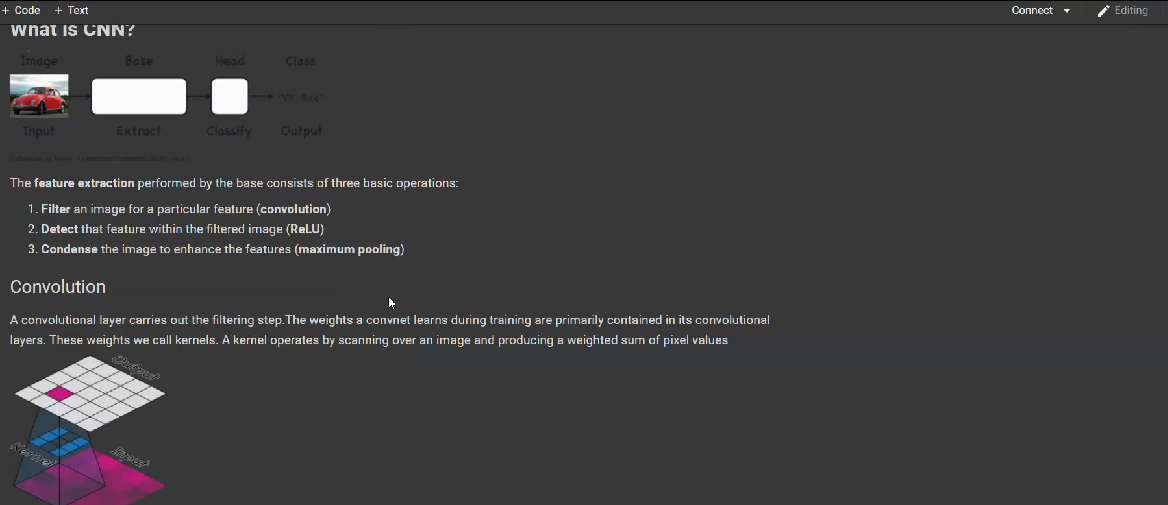 + Code + Text Connect Editing
What is CNN?
Image Base Head Class
Input Extract Classify Output
The feature extraction performed by the base consists of three basic operations:
1. Filter an image for a particular feature (convolution)
2. Detect that feature within the filtered image (ReLU)
3. Condense the image to enhance the features (maximum pooling)
Convolution
A convolutional layer carries out the filtering step.The weights a convnet learns during training are primarily contained in its convolutional
layers. These weights we call kernels. A kernel operates by scanning over an image and producing a weighted sum of pixel values
Output
Kernel Input